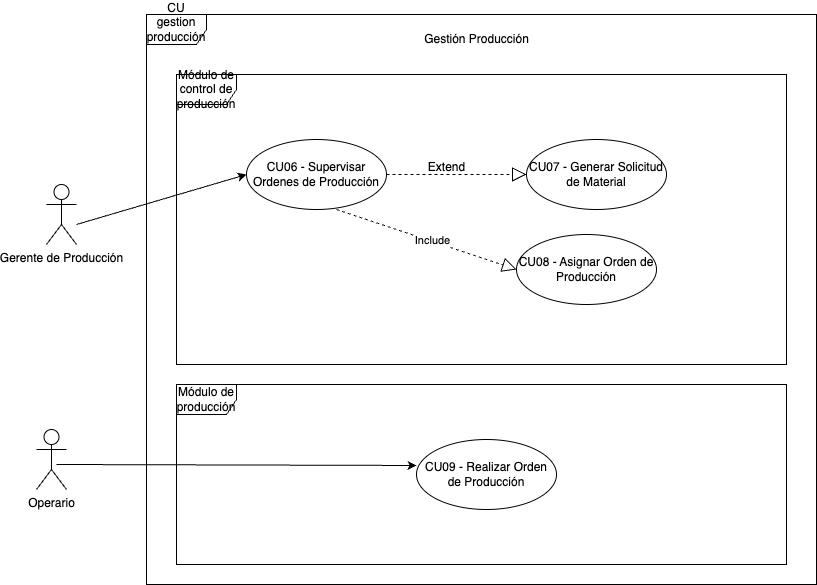 CU
gestion
producción
Gestión Producción
Módulo de
control de
producción
CU06 - Supervisar
Ordenes de Producción
Extend
CU07 - Generar Solicitud
de Material
Include
CU08 - Asignar Orden de
Producción
Gerente de Producción
Módulo de
producción
CU09 - Realizar Orden
de Producción
Operario